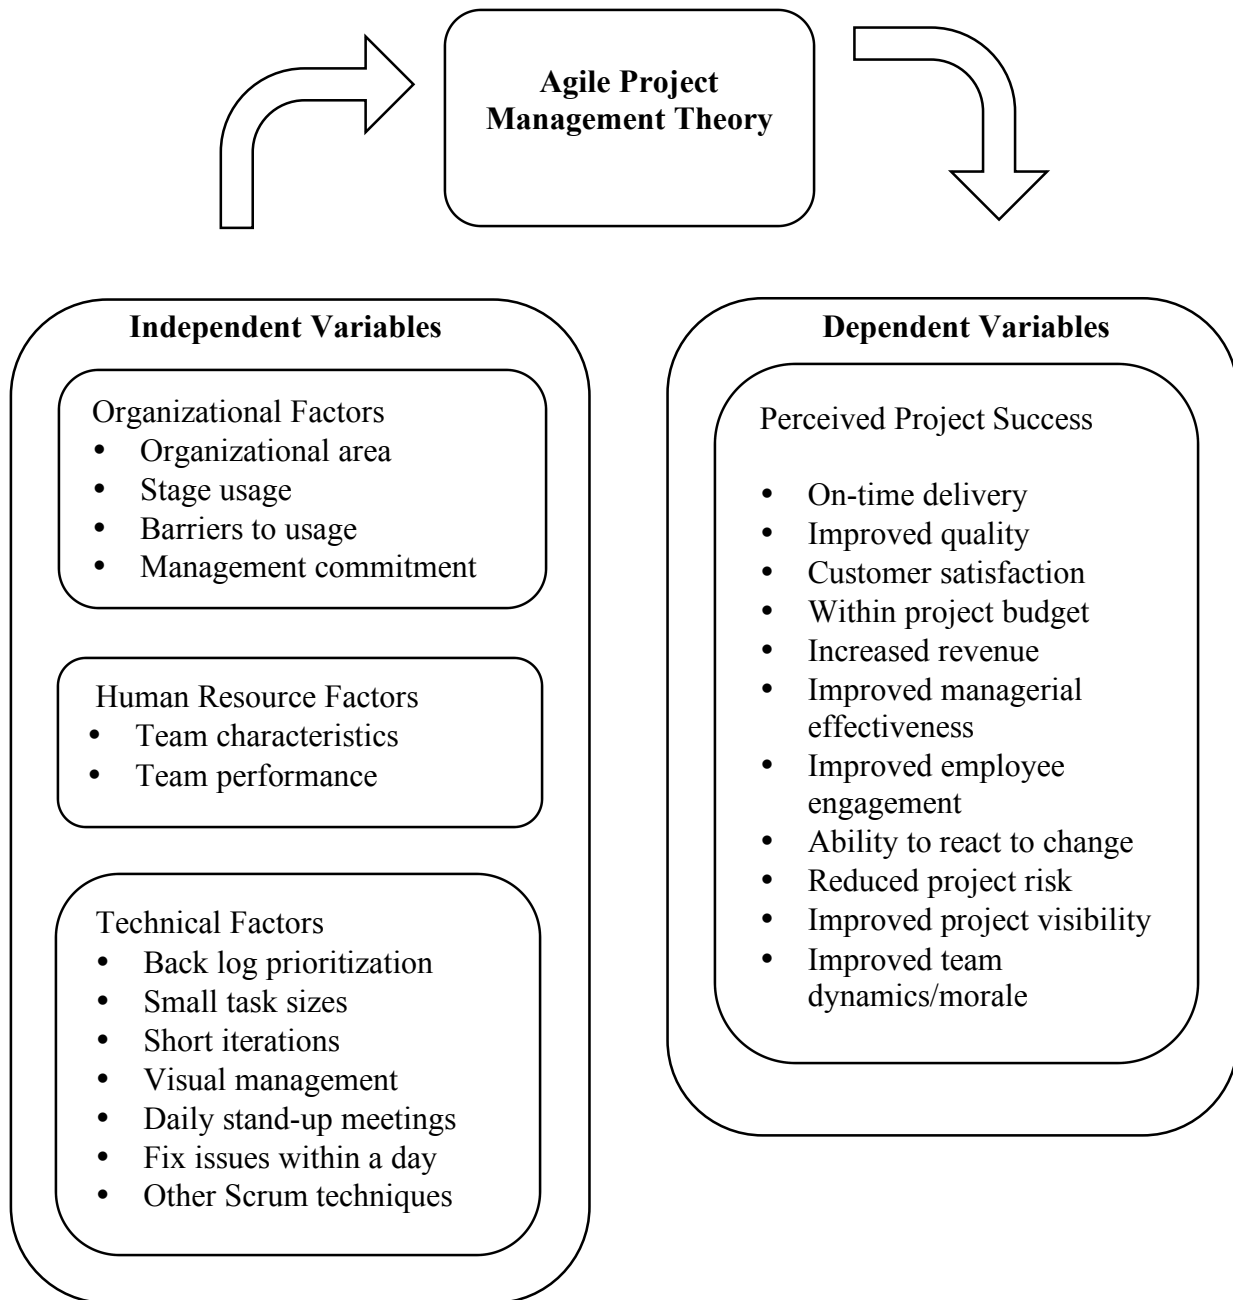 Agile Project
Management Theory
Independent Variables
Organizational Factors
• Organizational area
• Stage usage
• Barriers to usage
• Management commitment
Human Resource Factors
• Team characteristics
• Team performance
Technical Factors
• Back log prioritization
• Small task sizes
• Short iterations
• Visual management
• Daily stand-up meetings
• Fix issues within a day
• Other Scrum techniques
Dependent Variables
Perceived Project Success
• On-time delivery
• Improved quality
• Customer satisfaction
• Within project budget
• Increased revenue
• Improved managerial
effectiveness
• Improved employee
engagement
• Ability to react to change
• Reduced project risk
• Improved project visibility
• Improved team
dynamics/morale